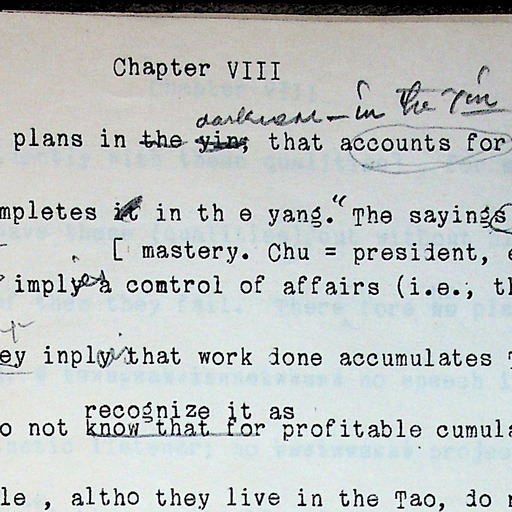 Chapter VIII
darkness — in the yin
plans in the yin, that accounts for
mpletes it in th e yang." The sayings
[ mastery. Chu = president,
implyes a comtrol of affairs (i.e., th
ey inply that work done accumulates
recognize it as
o not know that for profitable cumula
le , altho they live in the Tao, do